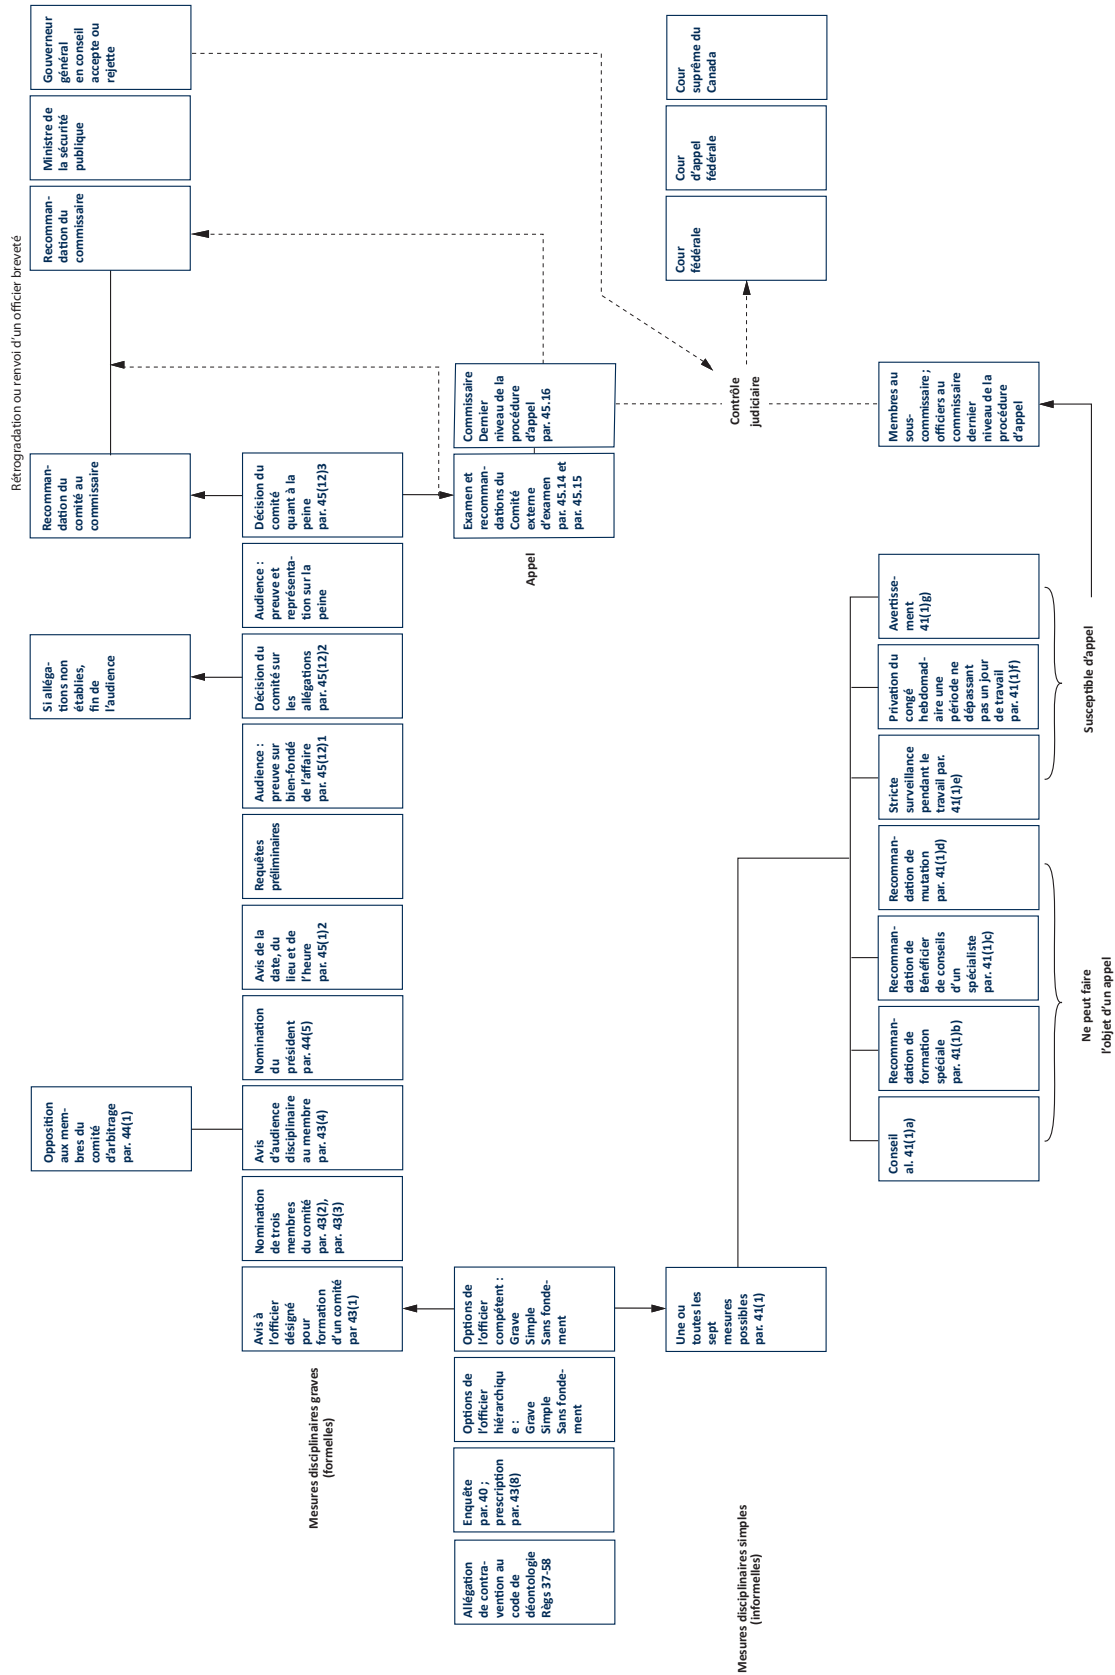 Rétrogradation ou renvoi d'un officier breveté
Opposition
aux mem-
bres du
comité
d'arbitrage
par. 44(1)
Si alléga-
tions non
établies,
fin de
l'audience
Recomman-
dation du
comité au
commissaire
Recomman-
dation du
commissaire
Ministre de
la sécurité
publique
Gouverneur
général
en conseil
accepte ou
rejette
Mesures disciplinaires graves
(formelles)
Avis à
l'officier
désigné
pour
formation
d'un comité
par 43(1)
Nomination
de trois
membres
du comité
par. 43(2),
par. 43(3)
Avis
d'audience
disciplinaire
au membre
par. 43(4)
Nomination
du
président
par. 44(5)
Avis de la
date, du
lieu et de
l'heure
par. 45(1)2
Requêtes
préliminaires
Audience :
preuve sur
bien-fondé
de l'affaire
par. 45(12)1
Décision du
comité sur
les
allégations
par. 45(12)2
Audience :
preuve et
représenta-
tion sur la
peine
Décision du
comité
quant à la
peine
par. 45(12)3
Allégation
de contra-
vention au
code de
déontologie
Règs 37-58
Enquête
par. 40 ;
prescription
par. 43(8)
Options de
l'officier
hiérarchiqu
e :
Grave
Simple
Sans fonde-
ment
Options de
l'officier
compétent :
Grave
Simple
Sans fonde-
ment
Appel
Examen et
recomman-
dations du
Comité
externe
d'examen
par. 45.14 et
par. 45.15
Commissaire
Dernier
niveau de la
procédure
d'appel
par. 45.16
Mesures disciplinaires simples
(informelles)
Une ou
toutes les
sept
mesures
possibles
par. 41(1)
Contrôle
judiciaire
Cour
fédérale
Cour
d'appel
fédérale
Cour
suprême du
Canada
Conseil
al. 41(1)a)
Recomman-
dation de
formation
spéciale
par. 41(1)b)
Recomman-
dation de
Bénéficier
de conseils
d'un
spécialiste
par. 41(1)c)
Recomman-
dation de
mutation
par. 41(1)d)
Stricte
surveillance
pendant le
travail par.
41(1)e)
Privation du
congé
hebdomad-
aire une
période ne
dépassant
pas un jour
de travail
par. 41(1)f)
Avertisse-
ment
41(1)g)
Membres au
sous-
commissaire ;
officiers au
commissaire
dernier
niveau de la
procédure
d'appel
Ne peut faire
l'objet d'un appel
Susceptible d'appel